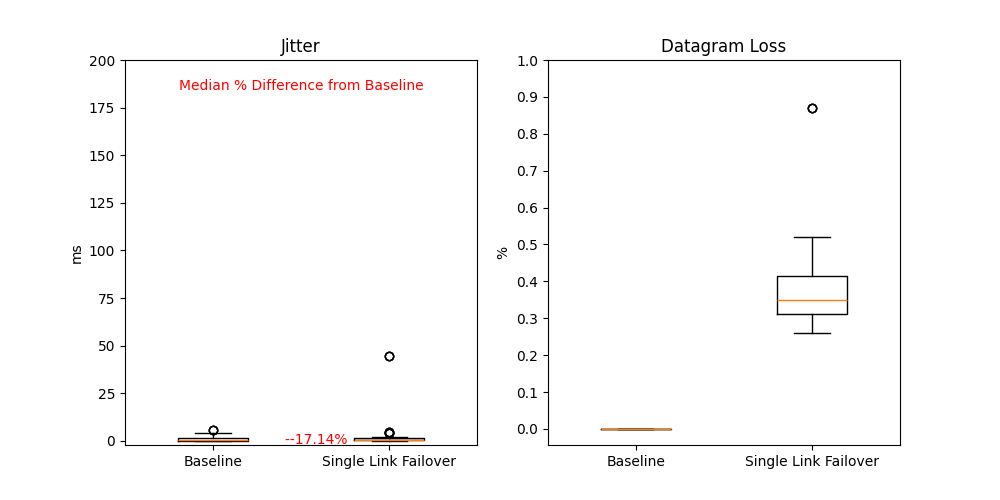 Jitter
200
Median % Difference from Baseline
175
150
125
100
75
50
25
0
ms
--17.14%
Baseline
Single Link Failover
Datagram Loss
1.0
0.9
0.8
0.7
0.6
0.5
0.4
0.3
0.2
0.1
0.0
%
Baseline
Single Link Failover